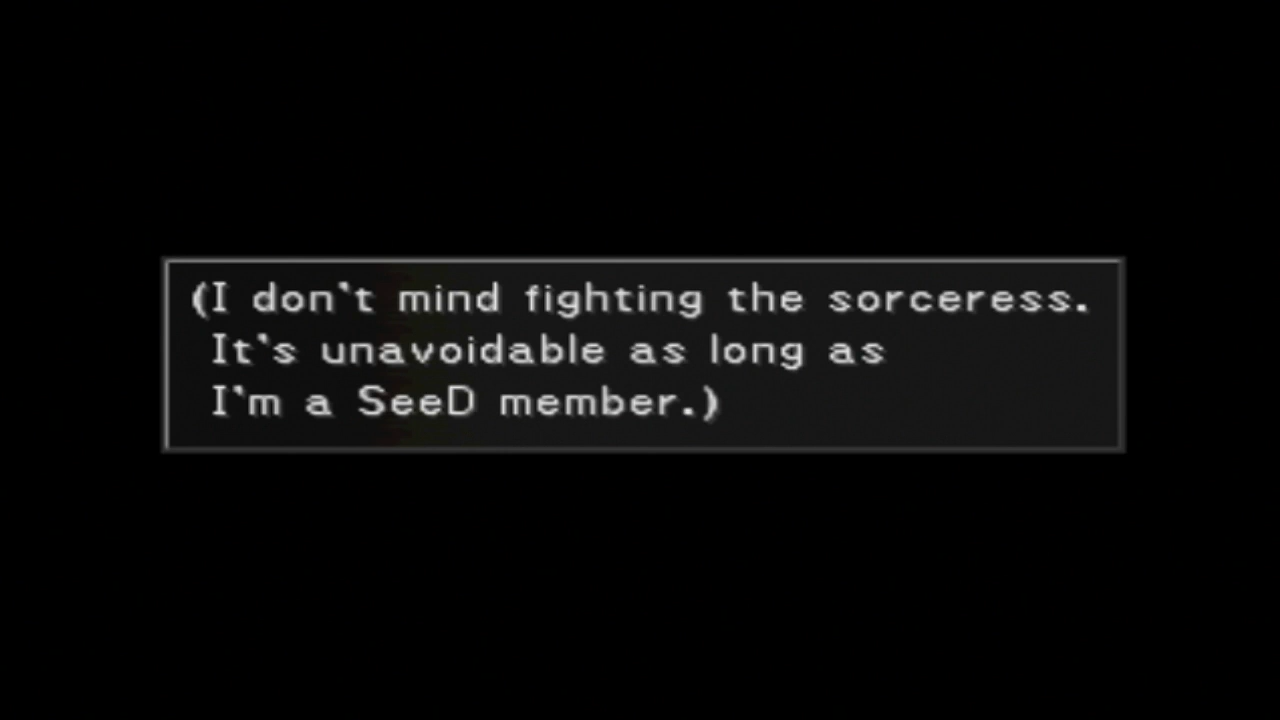 (I don't mind fighting the sorceress.
It's unavoidable as long as
I'm a SeeD member.)